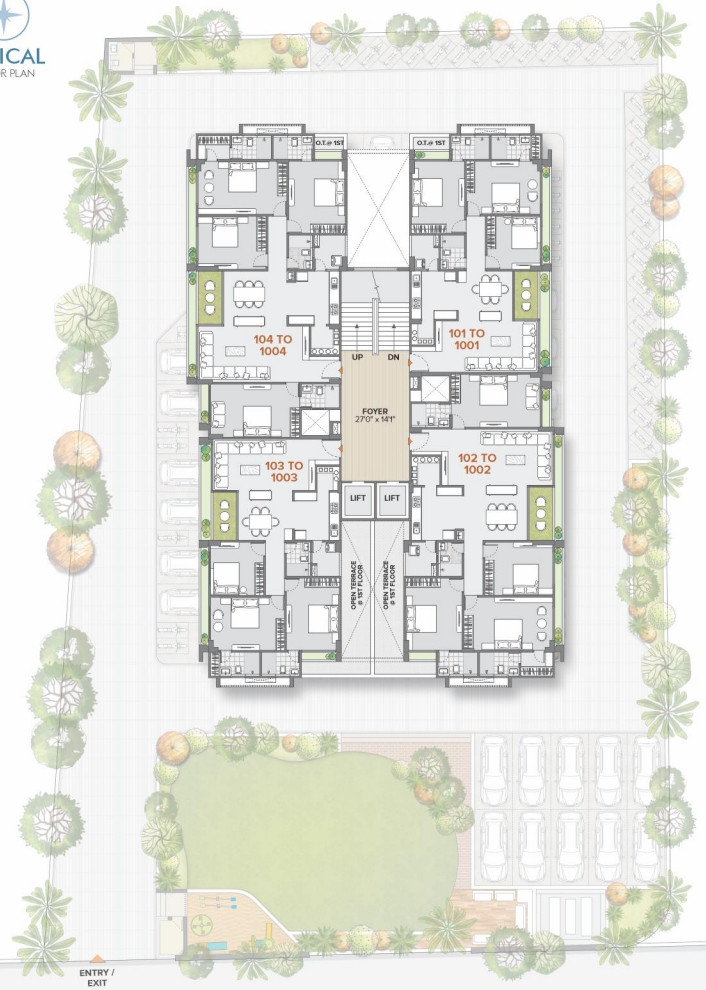 ICAL
R PLAN
O.T.@ 1ST
O.T.@ 1ST
104 TO
1004
101 TO
1001
UP
DN
FOYER
27'0" x 14'1"
103 TO
1003
102 TO
1002
LIFT
LIFT
OPEN TERRACE
@ 1ST FLOOR
OPEN TERRACE
@ 1ST FLOOR
ENTRY /
EXIT